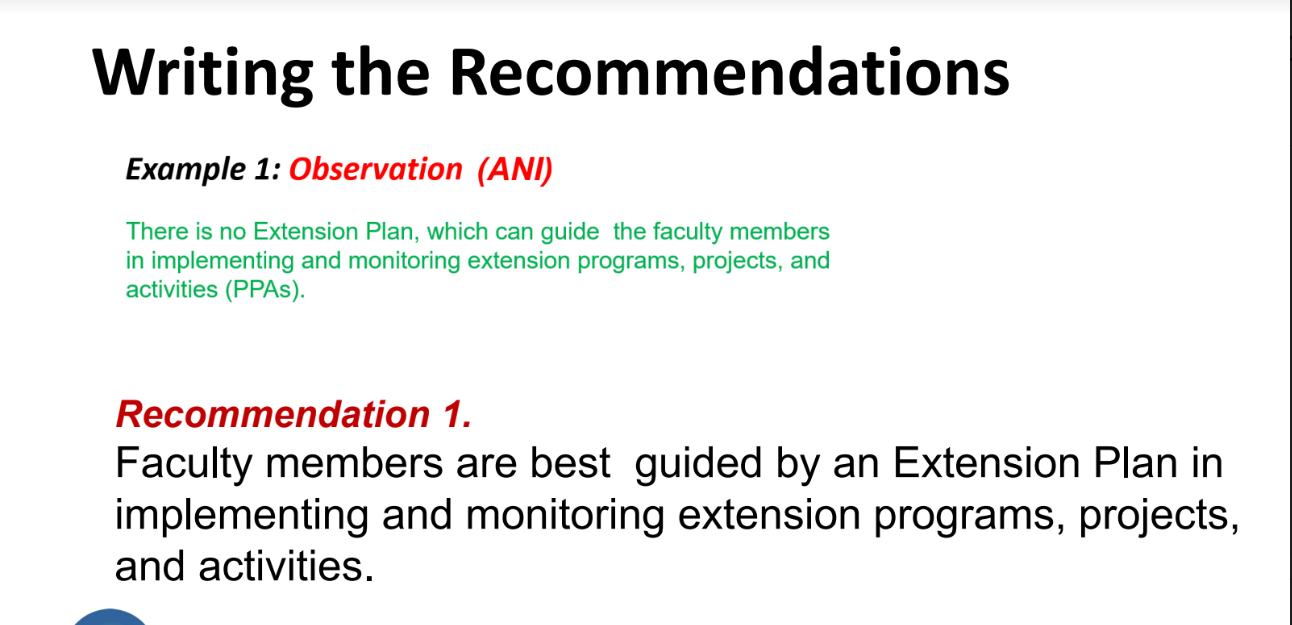 Writing the Recommendations
Example 1: Observation (ANI)
There is no Extension Plan, which can guide the faculty members
in implementing and monitoring extension programs, projects, and
activities (PPAs).
Recommendation 1.
Faculty members are best guided by an Extension Plan in
implementing and monitoring extension programs, projects,
and activities.